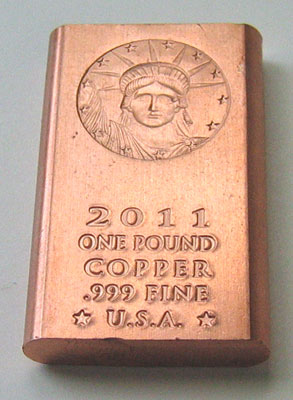 2011
ONE POUND
COPPER
.999 FINE
★ U.S.A. ★